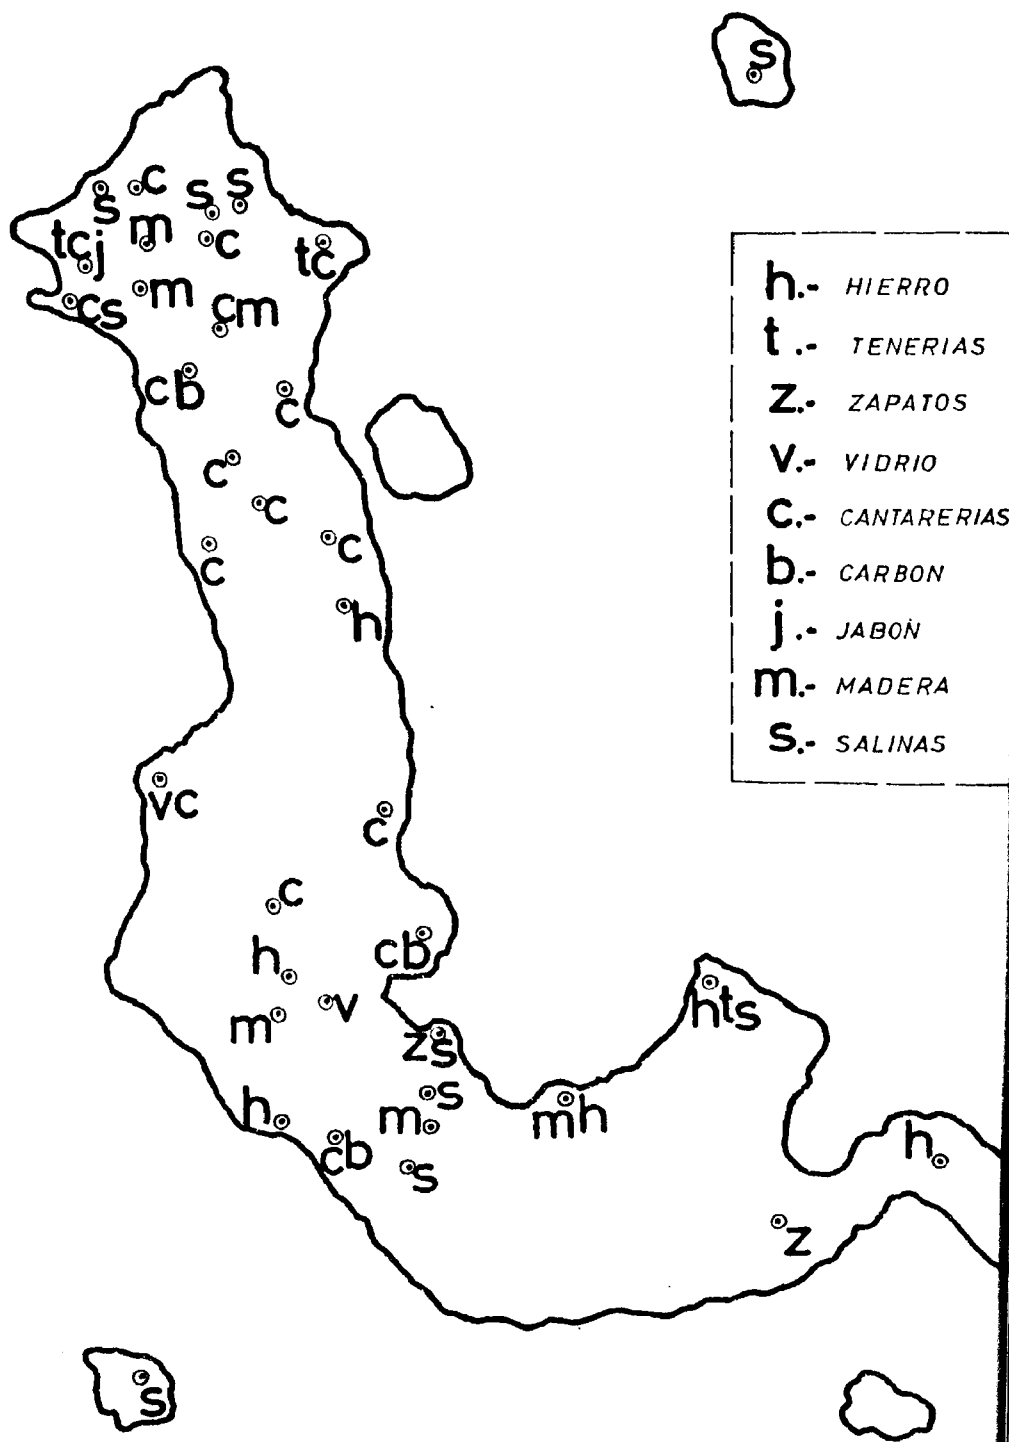 s
c
s
s
s
m
c
tcj
tc
m
cs
cm
cb
c
c
c
c
c
h
vc
c
c
h
cb
v
m
zs
hts
s
h
m
mh
cb
s
h
z
s
h.- HIERRO
t.- TENERIAS
z.- ZAPATOS
v.- VIDRIO
c.- CANTARERIAS
b.- CARBON
j.- JABON
m.- MADERA
s.- SALINAS